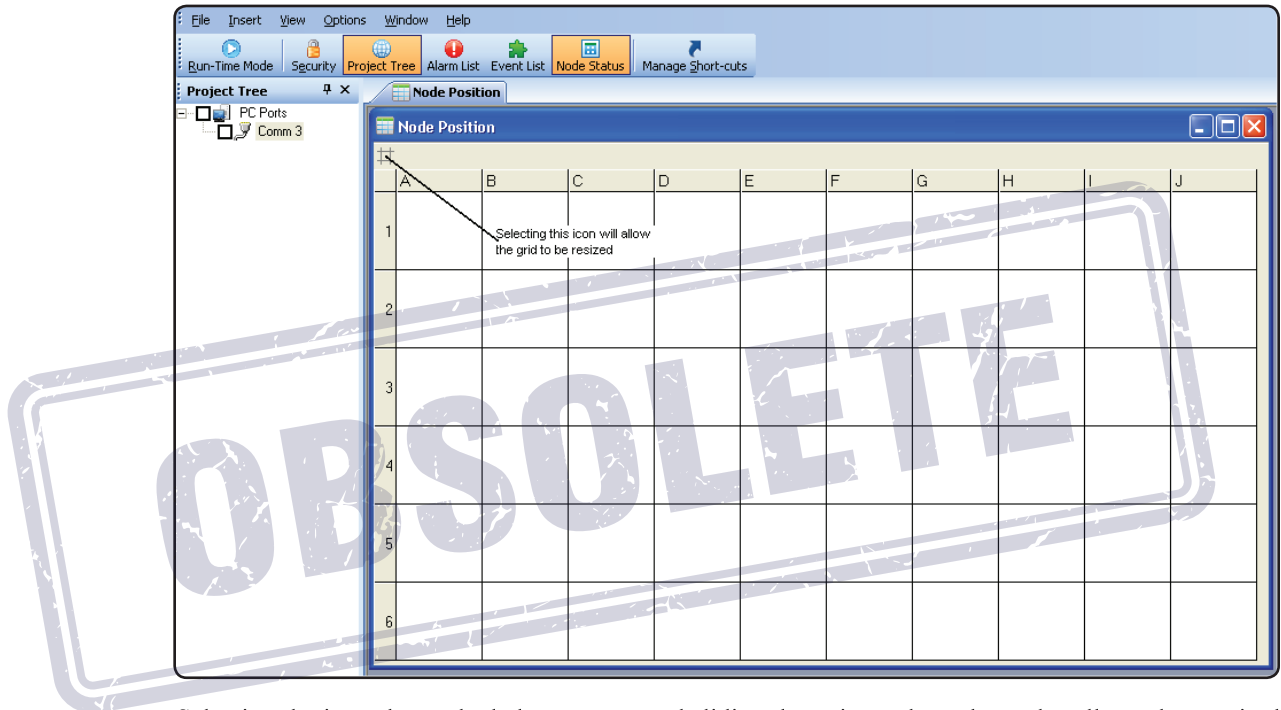 File Insert View Options Window Help
Run-Time Mode Security Project Tree Alarm List Event List Node Status Manage Short-cuts
Project Tree
Node Position
PC Ports
Comm 3
Node Position
A B C D E F G H I J
1
Selecting this icon will allow
the grid to be resized
2
3
4
5
6
OBSOLETE